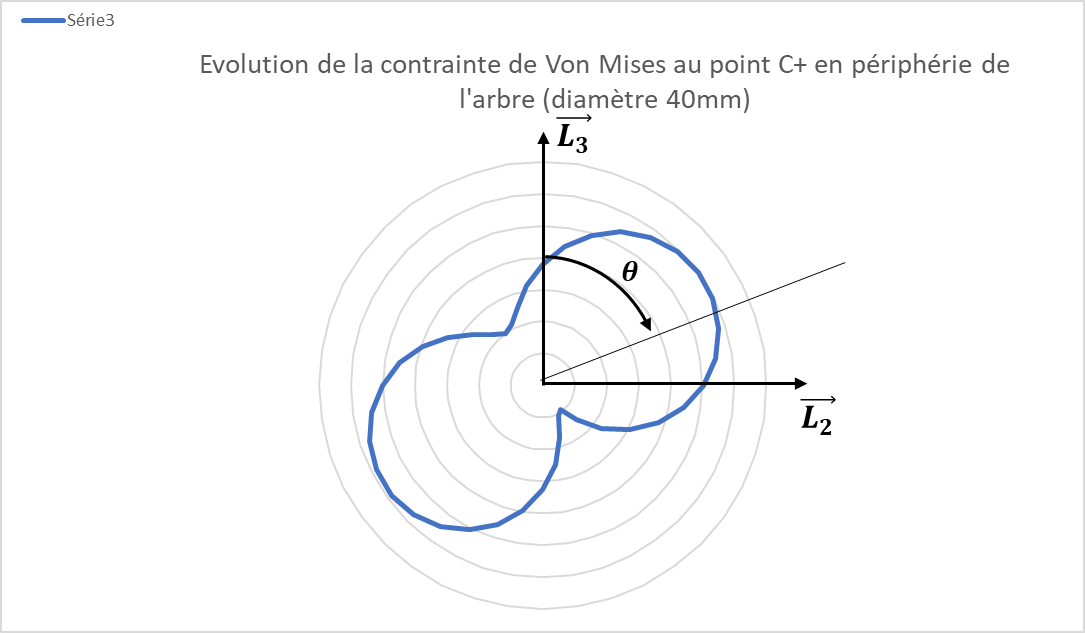 Série3
Evolution de la contrainte de Von Mises au point C+ en périphérie de
l'arbre (diamètre 40mm)
L₃
θ
L₂